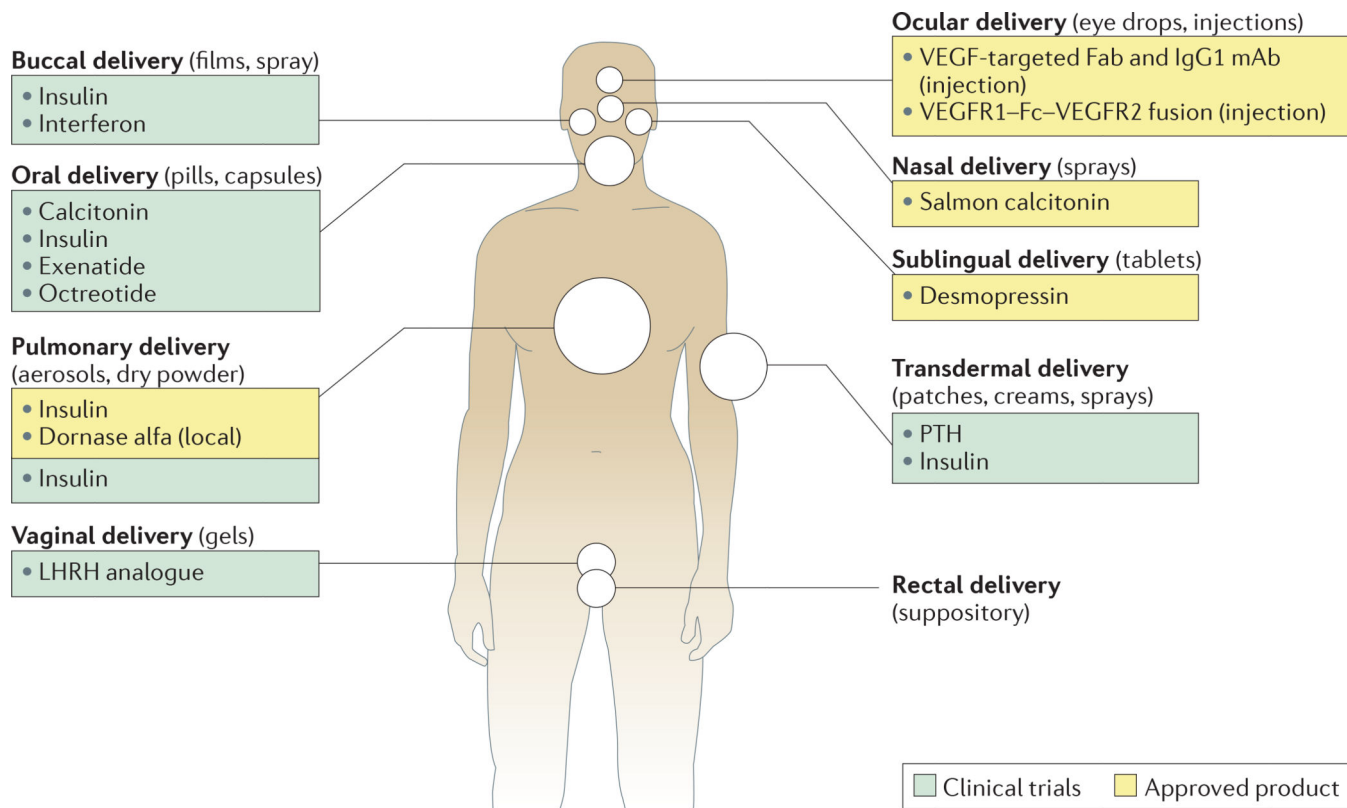 Buccal delivery (films, spray)
• Insulin
• Interferon
Oral delivery (pills, capsules)
• Calcitonin
• Insulin
• Exenatide
• Octreotide
Pulmonary delivery
(aerosols, dry powder)
• Insulin
• Dornase alfa (local)
• Insulin
Vaginal delivery (gels)
• LHRH analogue
Ocular delivery (eye drops, injections)
• VEGF-targeted Fab and IgG1 mAb
(injection)
• VEGFR1–Fc–VEGFR2 fusion (injection)
Nasal delivery (sprays)
• Salmon calcitonin
Sublingual delivery (tablets)
• Desmopressin
Transdermal delivery
(patches, creams, sprays)
• PTH
• Insulin
Rectal delivery
(suppository)
Clinical trials
Approved product